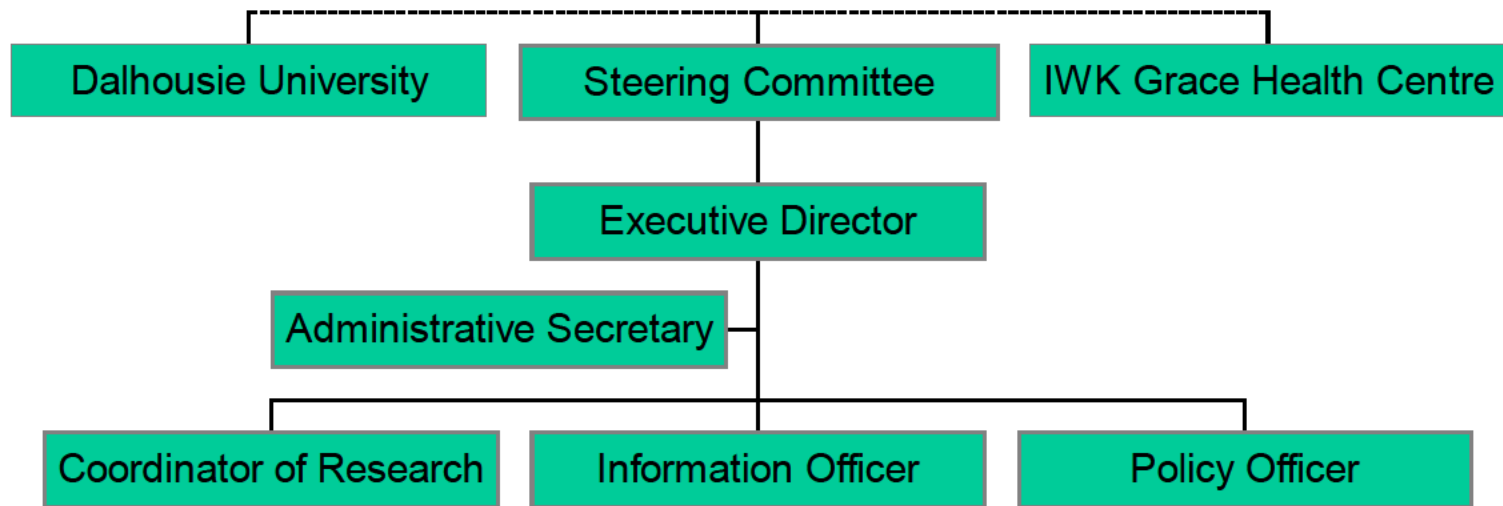 Dalhousie University
Steering Committee
IWK Grace Health Centre
Executive Director
Administrative Secretary
Coordinator of Research
Information Officer
Policy Officer